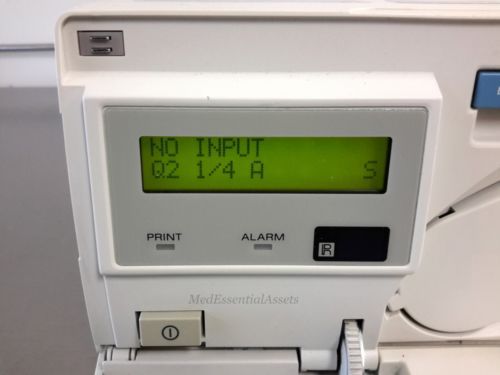 NO INPUT
Q2 1/4 A S
PRINT ALARM
R
MedEssentialAssets